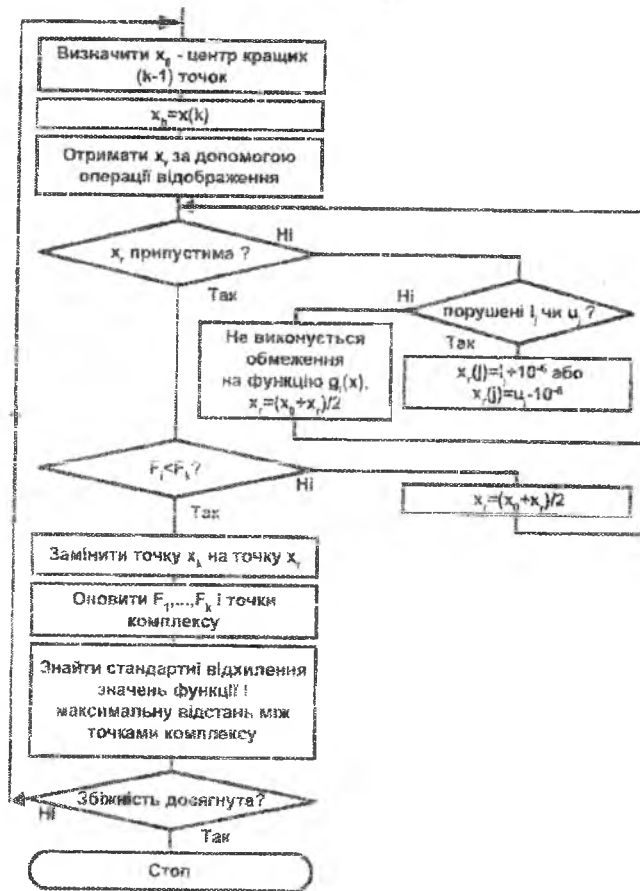 Визначити x₀ - центр кращих
(k-1) точок
xₕ=x(k)
Отримати xᵣ за допомогою
операції відображення
xᵣ припустима ?
Ні
Так
порушені lⱼ чи uⱼ ?
Ні
Так
Не виконується
обмеження
на функцію gᵢ(x),
xᵣ=(x₀+xᵣ)/2
xᵣ(j)=lⱼ+10⁻⁶ або
xᵣ(j)=uⱼ-10⁻⁶
Fᵣ<Fₖ?
Ні
Так
xᵣ=(x₀+xᵣ)/2
Замінити точку xₖ на точку xᵣ
Оновити F₁,...,Fₖ і точки
комплексу
Знайти стандартні відхилення
значень функції і
максимальну відстань між
точками комплексу
Збіжність досягнута?
Ні
Так
Стоп